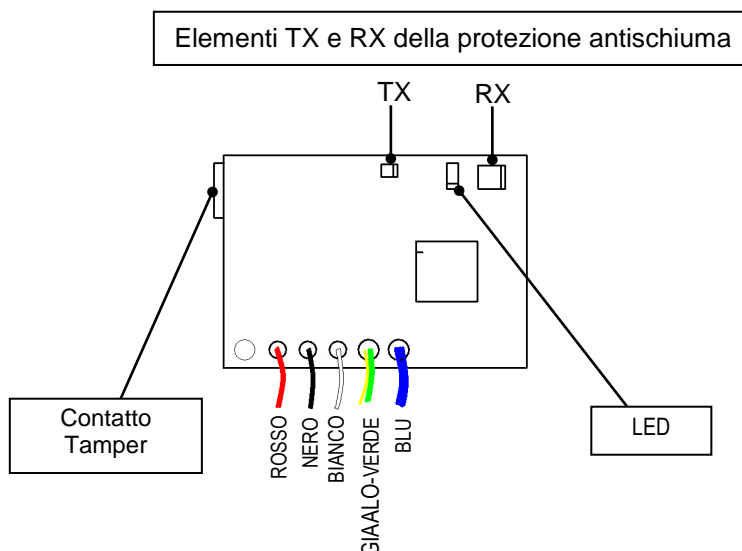 Elementi TX e RX della protezione antischiuma
TX
RX
Contatto
Tamper
ROSSO
NERO
BIANCO
GIAALO-VERDE
BLU
LED